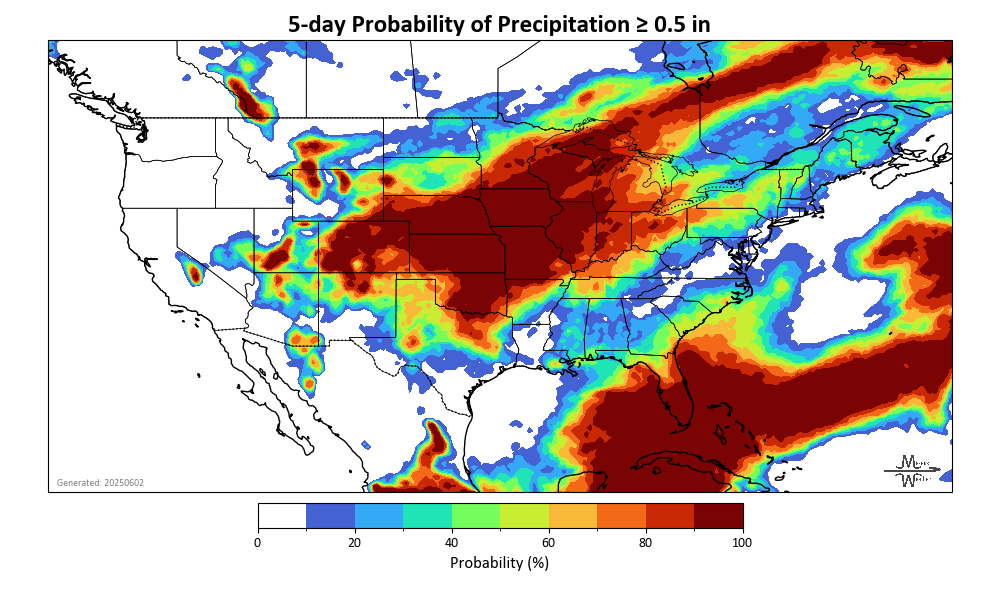 5-day Probability of Precipitation ≥ 0.5 in
Generated: 20250602
0 20 40 60 80 100
Probability (%)